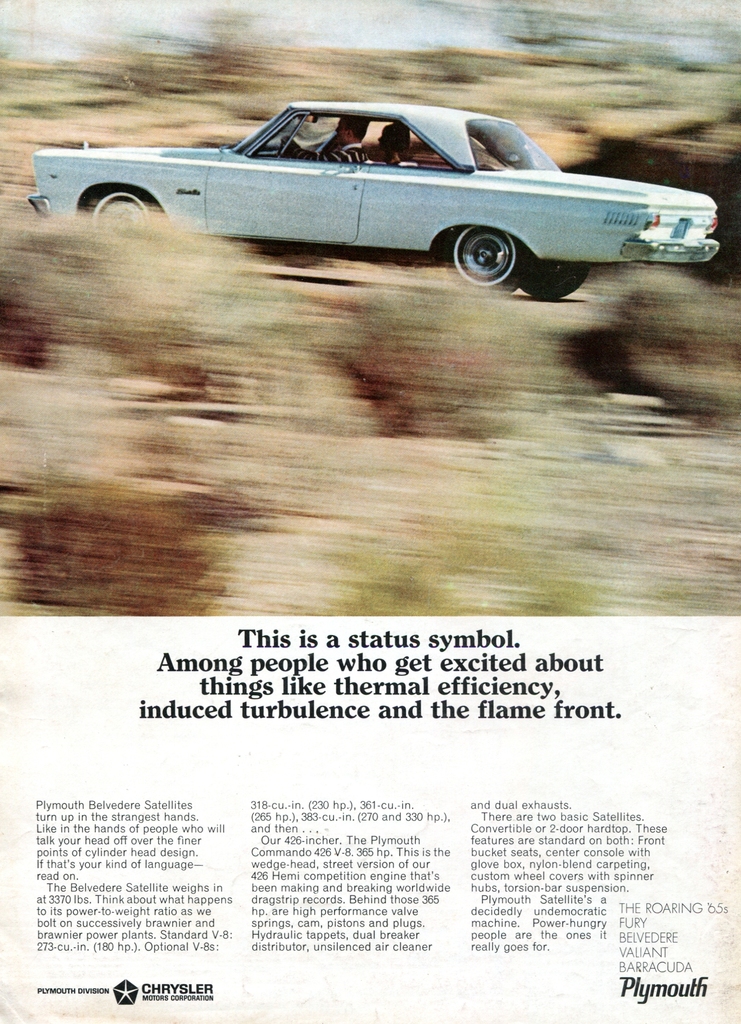 This is a status symbol.
Among people who get excited about
things like thermal efficiency,
induced turbulence and the flame front.
Plymouth Belvedere Satellites
turn up in the strangest hands.
Like in the hands of people who will
talk your head off over the finer
points of cylinder head design.
If that's your kind of language—
read on.
The Belvedere Satellite weighs in
at 3370 lbs. Think about what happens
to its power-to-weight ratio as we
bolt on successively brawnier and
brawnier power plants. Standard V-8:
273-cu.-in. (180 hp.). Optional V-8s:
318-cu.-in. (230 hp.), 361-cu.-in.
(265 hp.), 383-cu.-in. (270 and 330 hp.),
and then . . .
Our 426-incher. The Plymouth
Commando 426 V-8. 365 hp. This is the
wedge-head, street version of our
426 Hemi competition engine that's
been making and breaking worldwide
dragstrip records. Behind those 365
hp. are high performance valve
springs, cam, pistons and plugs.
Hydraulic tappets, dual breaker
distributor, unsilenced air cleaner
and dual exhausts.
There are two basic Satellites.
Convertible or 2-door hardtop. These
features are standard on both: Front
bucket seats, center console with
glove box, nylon-blend carpeting,
custom wheel covers with spinner
hubs, torsion-bar suspension.
Plymouth Satellite's a
decidedly undemocratic
machine. Power-hungry
people are the ones it
really goes for.
THE ROARING '65s
FURY
BELVEDERE
VALIANT
BARRACUDA
Plymouth
PLYMOUTH DIVISION CHRYSLER
MOTORS CORPORATION